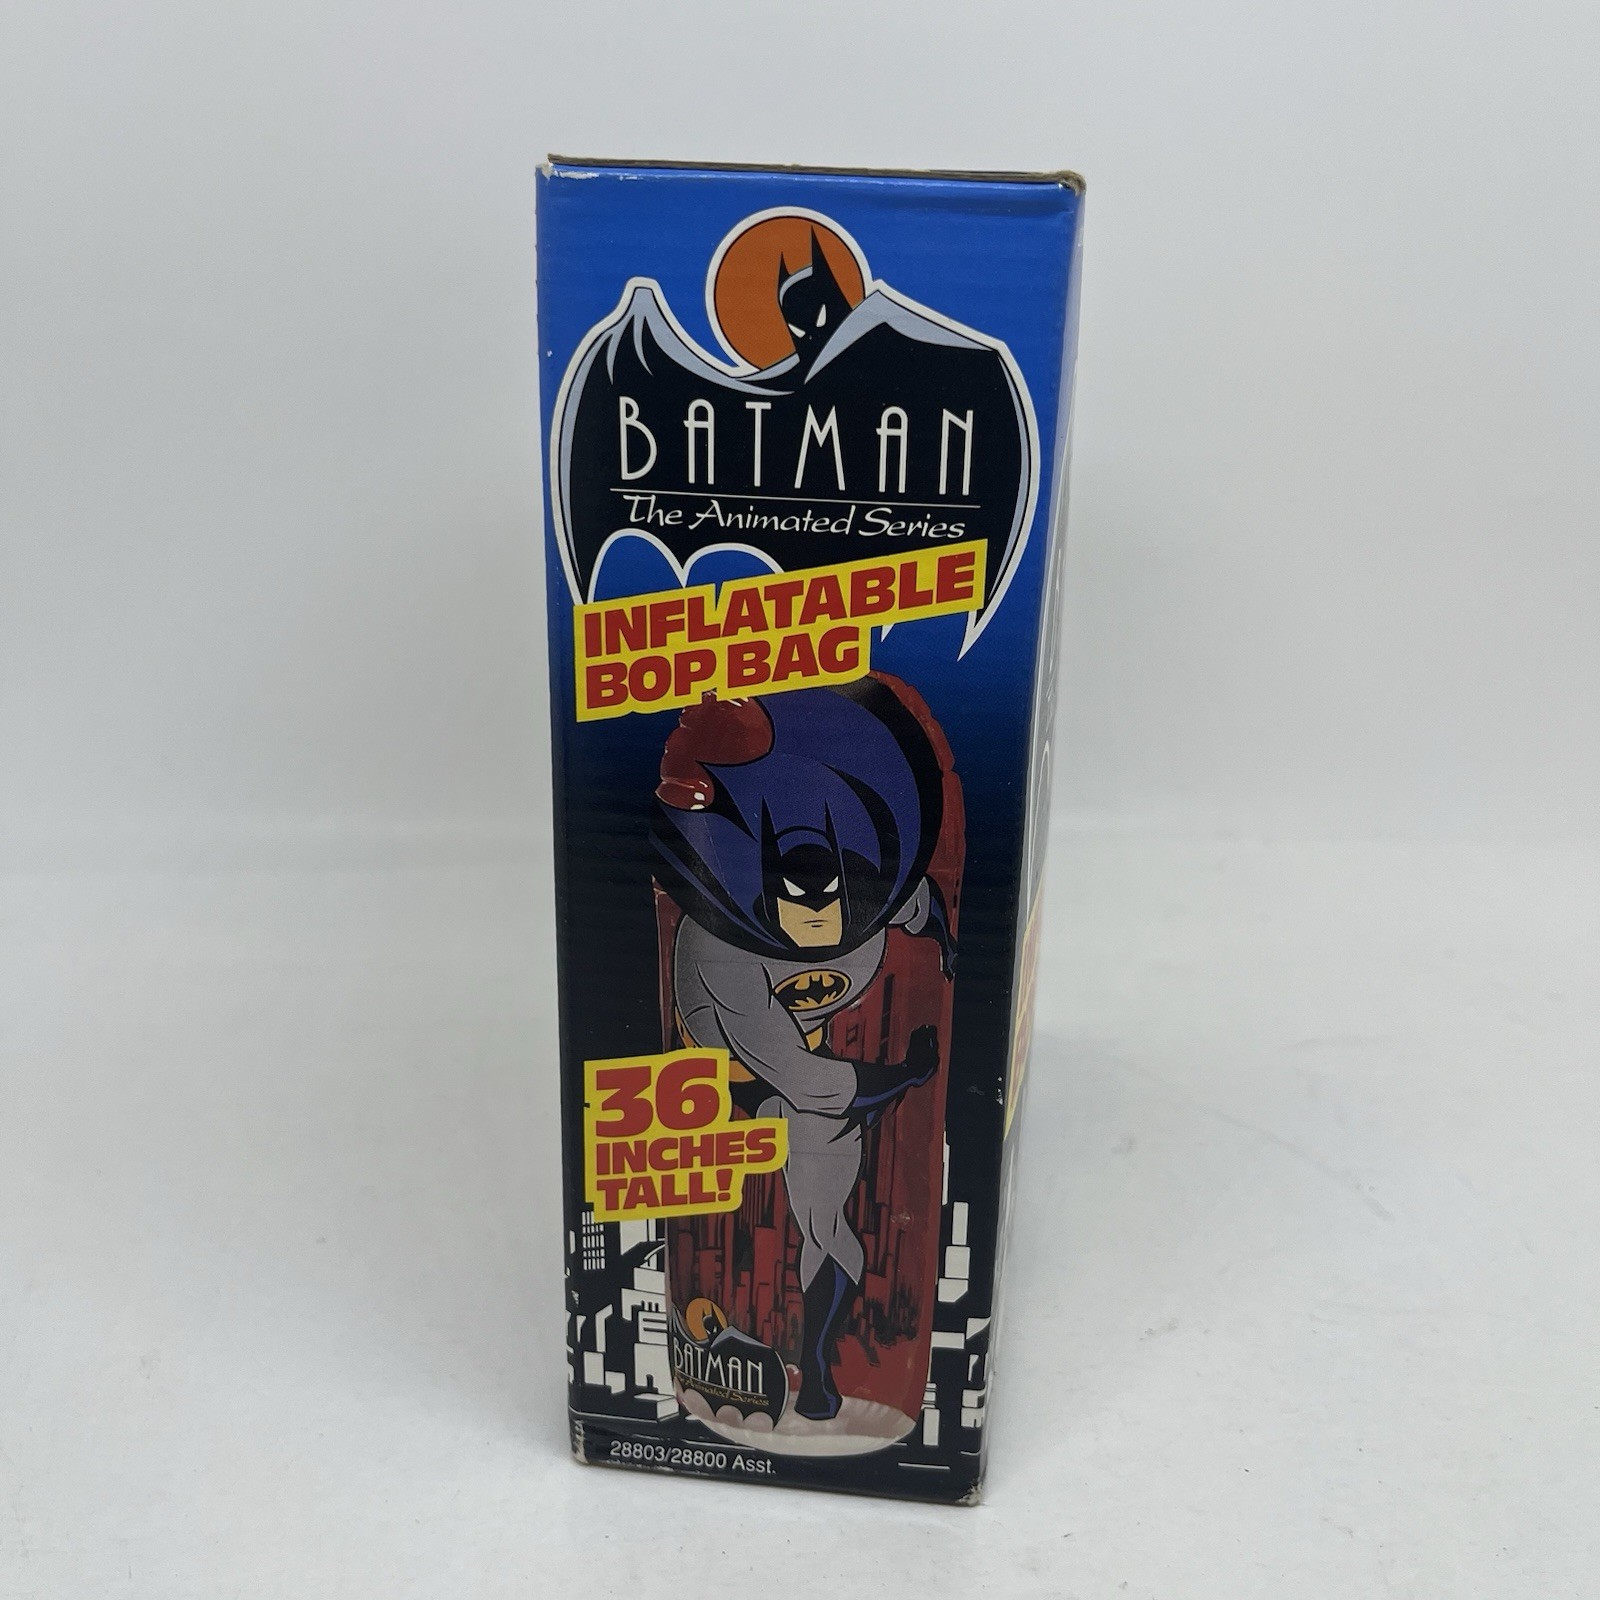 BATMAN
The Animated Series
INFLATABLE
BOP BAG
36
INCHES
TALL!
BATMAN
The Animated Series
28803/28800 Asst.